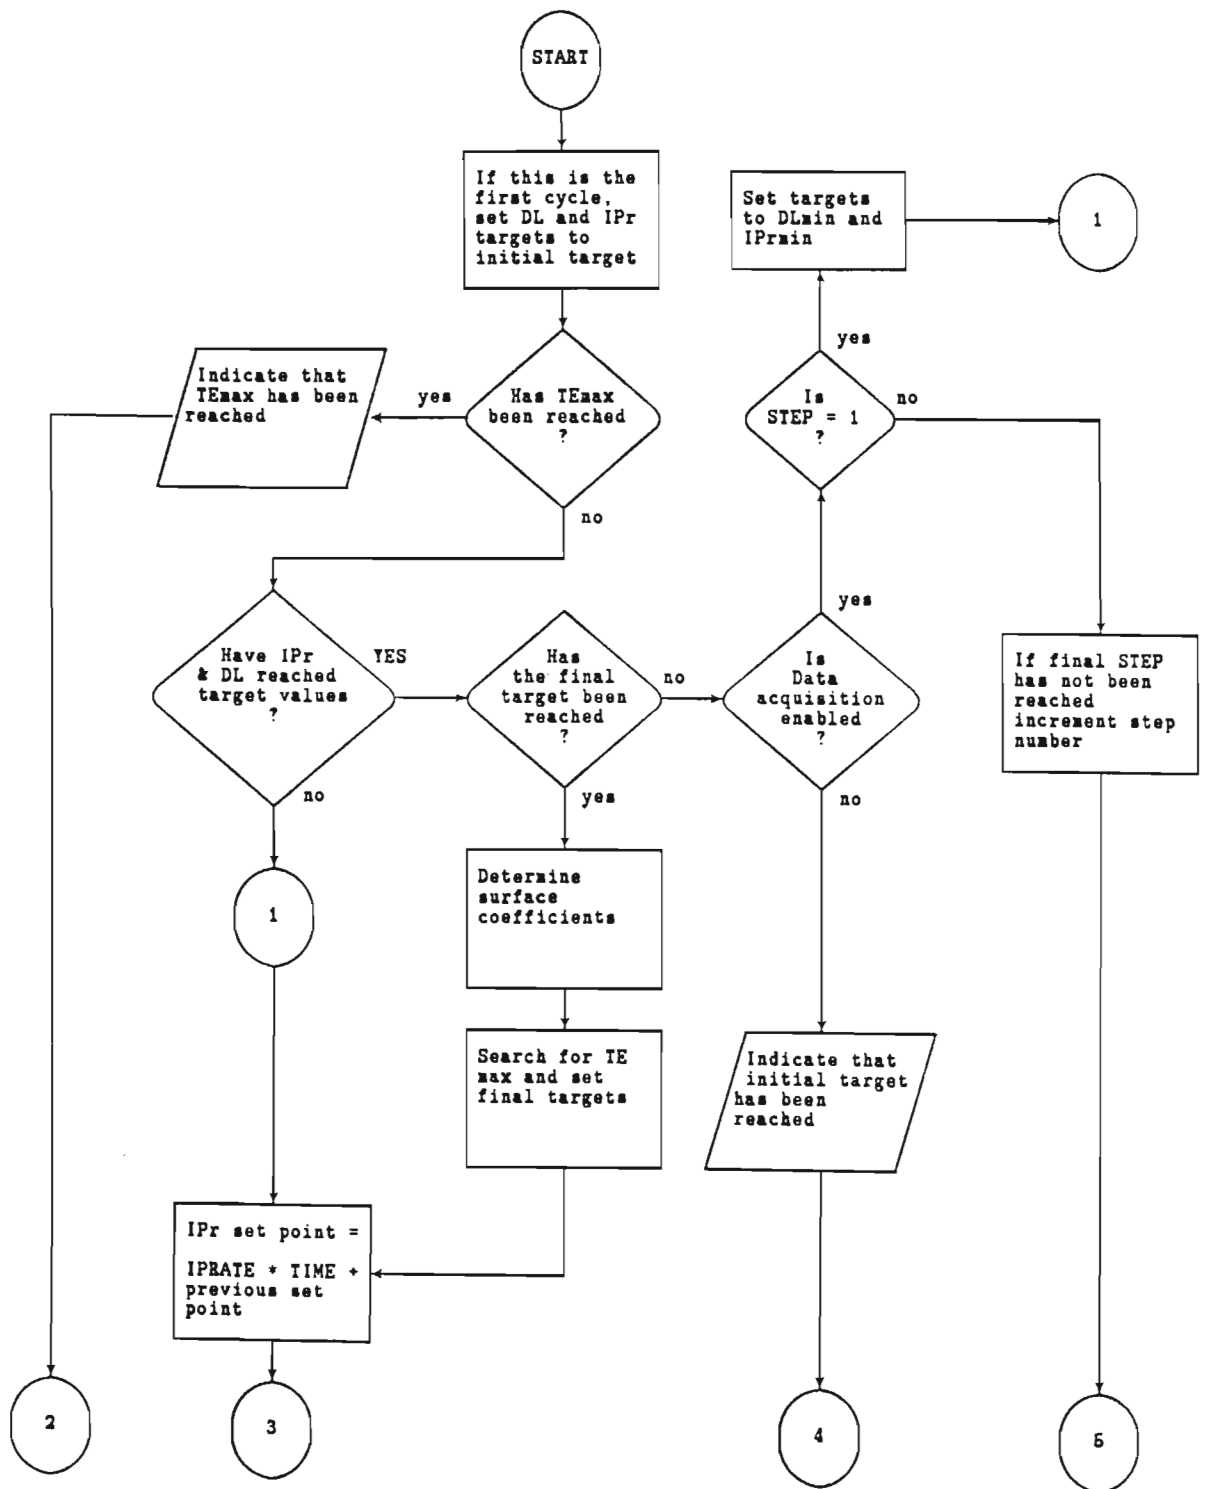 START
If this is the
first cycle,
set DL and IPr
targets to
initial target
Set targets
to DLmin and
IPrmin
1
Indicate that
TEmax has been
reached
yes
Has TEmax
been reached
?
no
yes
Is
STEP = 1
?
no
Have IPr
& DL reached
target values
?
YES
no
Has
the final
target been
reached
?
no
yes
Is
Data
acquisition
enabled
?
yes
no
If final STEP
has not been
reached
increment step
number
1
Determine
surface
coefficients
Search for TE
max and set
final targets
Indicate that
initial target
has been
reached
IPr set point =
IPRATE * TIME +
previous set
point
2
3
4
5